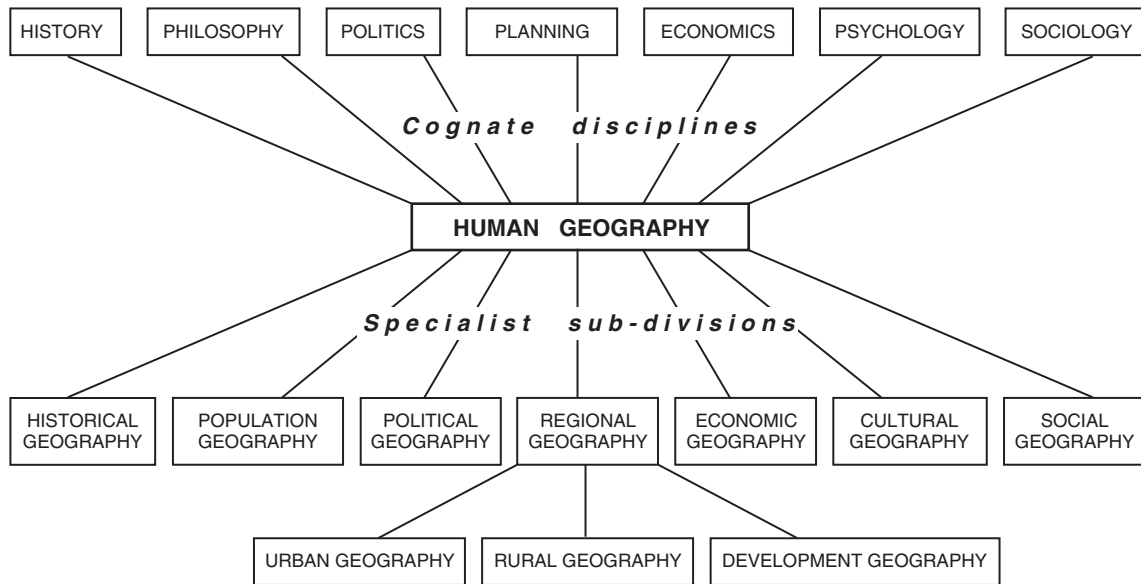 HISTORY PHILOSOPHY POLITICS PLANNING ECONOMICS PSYCHOLOGY SOCIOLOGY
Cognate disciplines
HUMAN GEOGRAPHY
Specialist sub-divisions
HISTORICAL GEOGRAPHY
POPULATION GEOGRAPHY
POLITICAL GEOGRAPHY
REGIONAL GEOGRAPHY
ECONOMIC GEOGRAPHY
CULTURAL GEOGRAPHY
SOCIAL GEOGRAPHY
URBAN GEOGRAPHY RURAL GEOGRAPHY DEVELOPMENT GEOGRAPHY